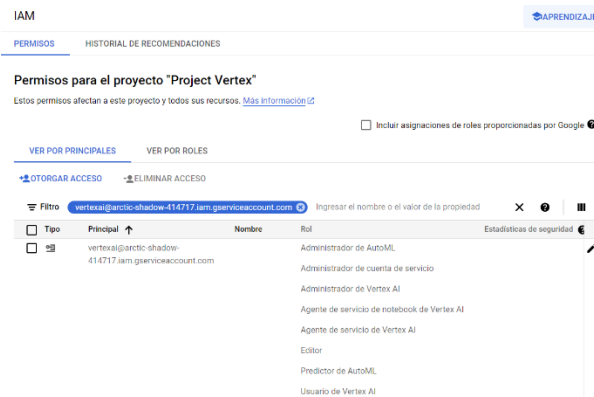 IAM
APRENDIZAJE
PERMISOS HISTORIAL DE RECOMENDACIONES
Permisos para el proyecto "Project Vertex"
Estos permisos afectan a este proyecto y todos sus recursos. Más información
Incluir asignaciones de roles proporcionadas por Google
VER POR PRINCIPALES VER POR ROLES
OTORGAR ACCESO ELIMINAR ACCESO
Filtro vertexai@arctic-shadow-414717.iam.gserviceaccount.com Ingresar el nombre o el valor de la propiedad
Tipo Principal Nombre Rol Estadísticas de seguridad
vertexai@arctic-shadow-
414717.iam.gserviceaccount.com
Administrador de AutoML
Administrador de cuenta de servicio
Administrador de Vertex AI
Agente de servicio de notebook de Vertex AI
Agente de servicio de Vertex AI
Editor
Predictor de AutoML
Usuario de Vertex AI